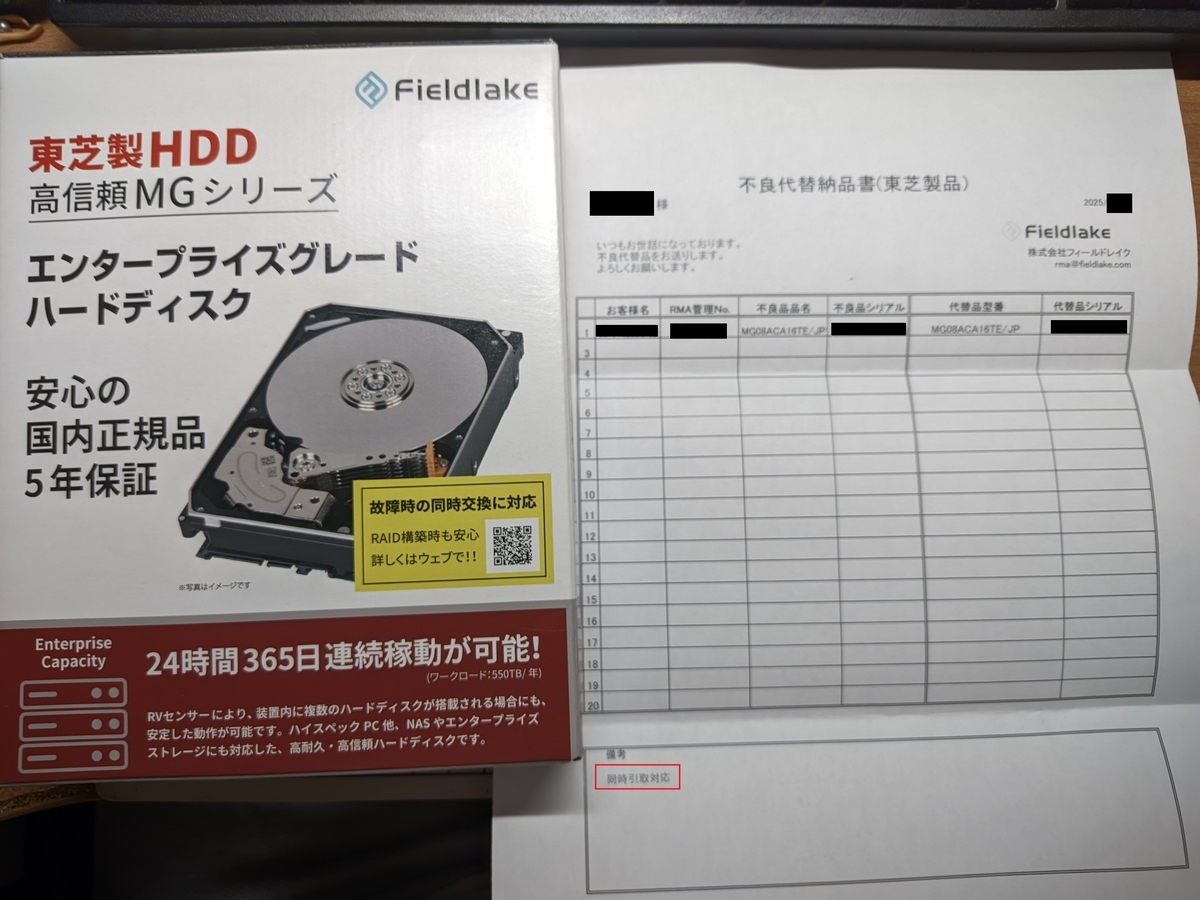 Fieldlake
東芝製HDD
高信頼MGシリーズ
エンタープライズグレード
ハードディスク
安心の
国内正規品
5年保証
故障時の同時交換に対応
RAID構築時も安心
詳しくはウェブで!!
※写真はイメージです
Enterprise
Capacity
24時間365日連続稼動が可能!
(ワークロード:550TB/年)
RVセンサーにより、装置内に複数のハードディスクが搭載される場合にも、
安定した動作が可能です。ハイスペックPC他、NASやエンタープライズ
ストレージにも対応した、高耐久・高信頼ハードディスクです。
不良代替納品書(東芝製品)
様
2025/
Fieldlake
株式会社フィールドレイク
rma@fieldlake.com
いつもお世話になっております。
不良代替品をお送りします。
よろしくお願いします。
お客様名 RMA管理No. 不良品品名 不良品シリアル 代替品型番 代替品シリアル
1 MG08ACA16TE/JP MG08ACA16TE/JP
3
4
5
6
7
8
9
10
11
12
13
14
15
16
17
18
19
20
備考
同時引取対応